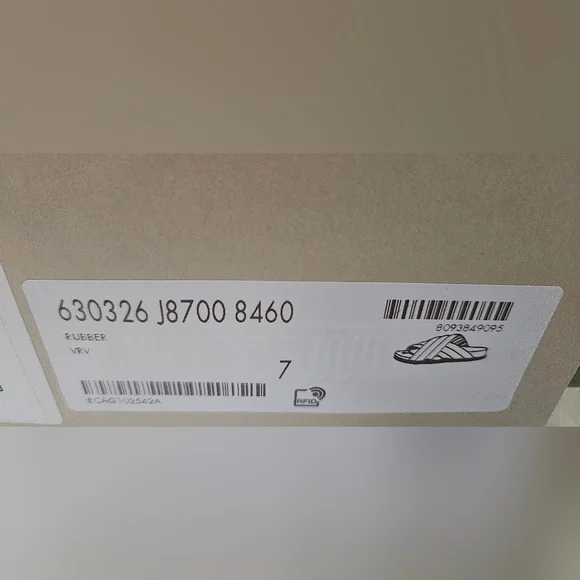 630326 J8700 8460
RUBBER
VRV
7
8093849095
ECAG102542A
RFID